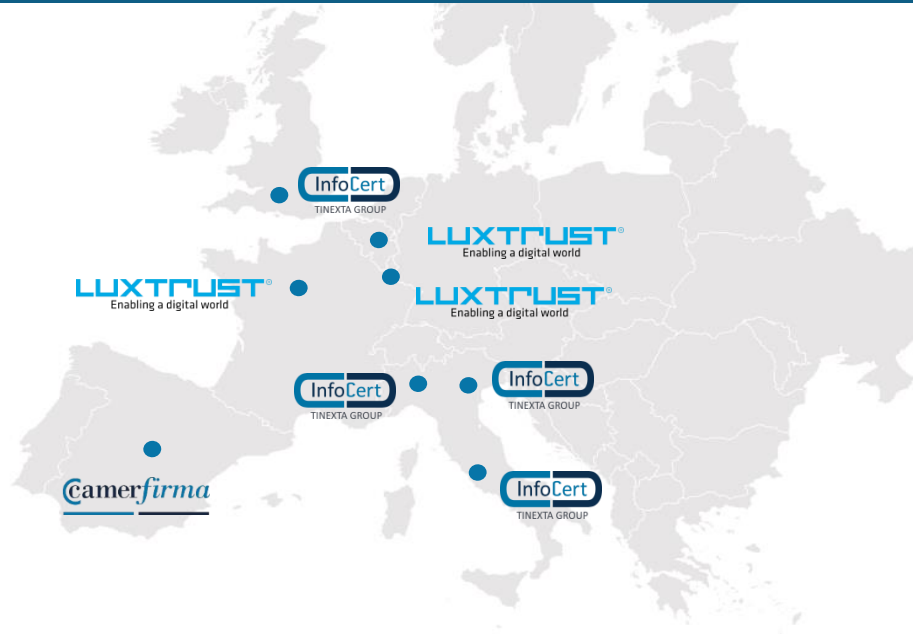 InfoCert
TINEXTA GROUP
LUXTRUST®
Enabling a digital world
LUXTRUST®
Enabling a digital world
LUXTRUST®
Enabling a digital world
InfoCert
TINEXTA GROUP
InfoCert
TINEXTA GROUP
camerfirma
InfoCert
TINEXTA GROUP